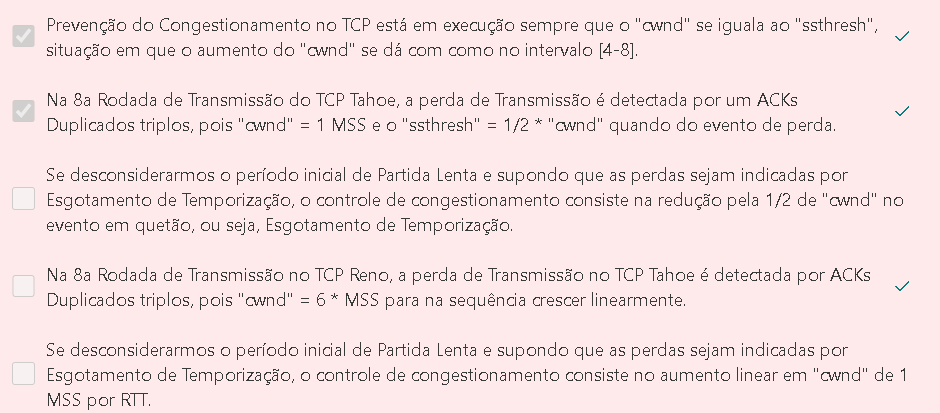 Prevenção do Congestionamento no TCP está em execução sempre que o "cwnd" se iguala ao "ssthresh",
situação em que o aumento do "cwnd" se dá com como no intervalo [4-8].
Na 8a Rodada de Transmissão do TCP Tahoe, a perda de Transmissão é detectada por um ACKs
Duplicados triplos, pois "cwnd" = 1 MSS e o "ssthresh" = 1/2 * "cwnd" quando do evento de perda.
Se desconsiderarmos o período inicial de Partida Lenta e supondo que as perdas sejam indicadas por
Esgotamento de Temporização, o controle de congestionamento consiste na redução pela 1/2 de "cwnd" no
evento em quetão, ou seja, Esgotamento de Temporização.
Na 8a Rodada de Transmissão no TCP Reno, a perda de Transmissão no TCP Tahoe é detectada por ACKs
Duplicados triplos, pois "cwnd" = 6 * MSS para na sequência crescer linearmente.
Se desconsiderarmos o período inicial de Partida Lenta e supondo que as perdas sejam indicadas por
Esgotamento de Temporização, o controle de congestionamento consiste no aumento linear em "cwnd" de 1
MSS por RTT.